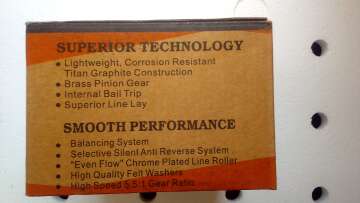 SUPERIOR TECHNOLOGY
• Lightweight, Corrosion Resistant
Titan Graphite Construction
• Brass Pinion Gear
• Internal Bail Trip
• Superior Line Lay
SMOOTH PERFORMANCE
• Balancing System
• Selective Silent Anti Reverse System
• "Even Flow" Chrome Plated Line Roller
• High Quality Felt Washers
• High Speed 5.5:1 Gear Ratio